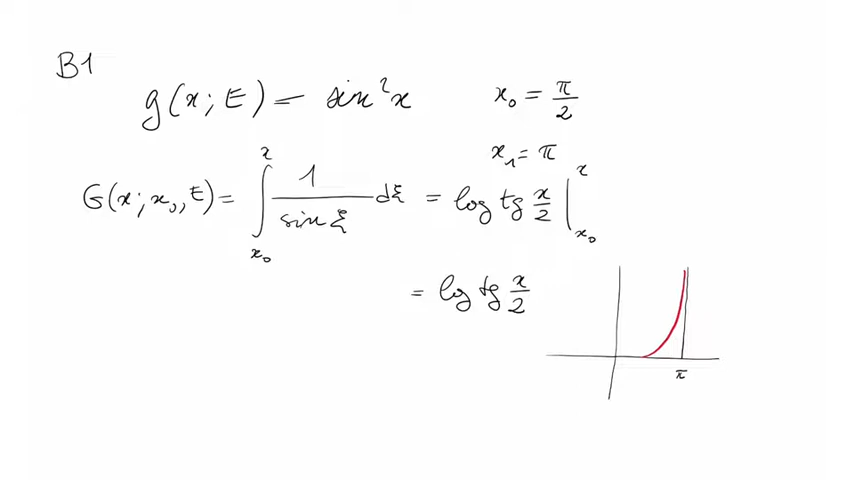 B1
g(x; E) = sin²x x₀ = π/2
x₁ = π
G(x; x₀, E) = ∫_{x₀}^{x} 1/sin ξ dξ = log tg x/2 |_{x₀}^{x}
= log tg x/2
π